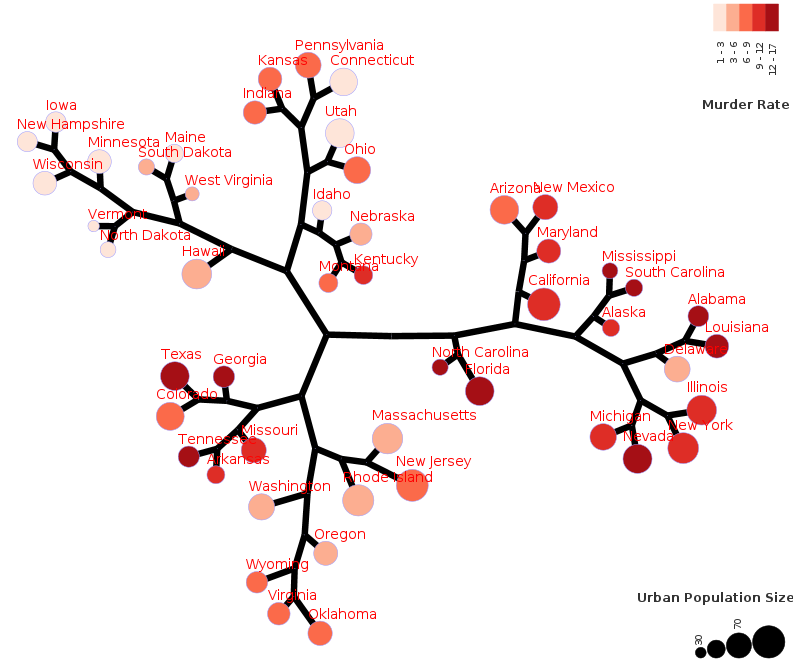 1 - 3
3 - 6
6 - 9
9 - 12
12 - 17
Murder Rate
Pennsylvania
Kansas
Connecticut
Indiana
Iowa
Utah
New Hampshire
Minnesota
Maine
South Dakota
Ohio
Wisconsin
West Virginia
Idaho
Arizona
New Mexico
Vermont
Nebraska
North Dakota
Maryland
Hawaii
Kentucky
Montana
Mississippi
South Carolina
California
Alabama
Alaska
Louisiana
Texas
Georgia
North Carolina
Delaware
Florida
Colorado
Illinois
Massachusetts
Michigan
New York
Missouri
Tennessee
Nevada
Arkansas
New Jersey
Rhode Island
Washington
Oregon
Wyoming
Virginia
Oklahoma
Urban Population Size
30
70